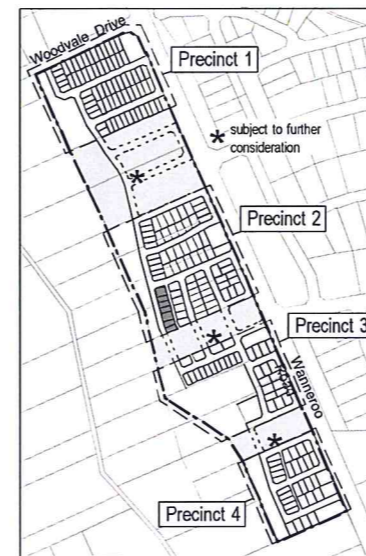 Woodvale Drive
Precinct 1
* subject to further
consideration
*
Precinct 2
*
Precinct 3
Wanneroo
Road
*
Precinct 4